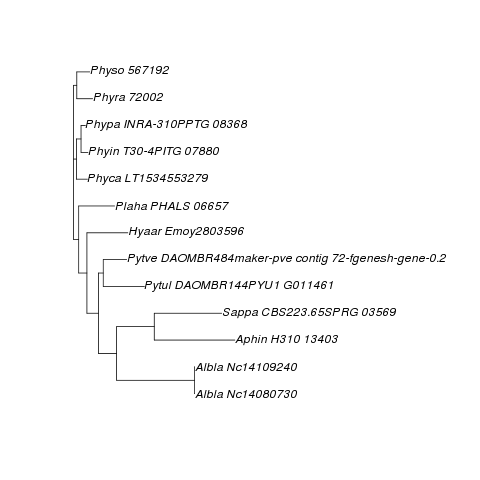 Physo 567192
Phyra 72002
Phypa INRA-310PPTG 08368
Phyin T30-4PITG 07880
Phyca LT1534553279
Plaha PHALS 06657
Hyaar Emoy2803596
Pytve DAOMBR484maker-pve contig 72-fgenesh-gene-0.2
Pytul DAOMBR144PYU1 G011461
Sappa CBS223.65SPRG 03569
Aphin H310 13403
Albla Nc14109240
Albla Nc14080730